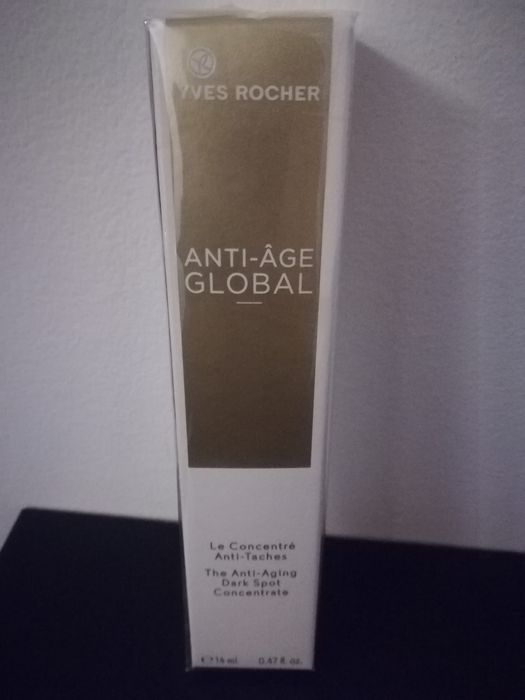 YVES ROCHER
ANTI-ÂGE
GLOBAL
Le Concentré
Anti-Taches
The Anti-Aging
Dark Spot
Concentrate
14 ml 0.47 fl. oz.